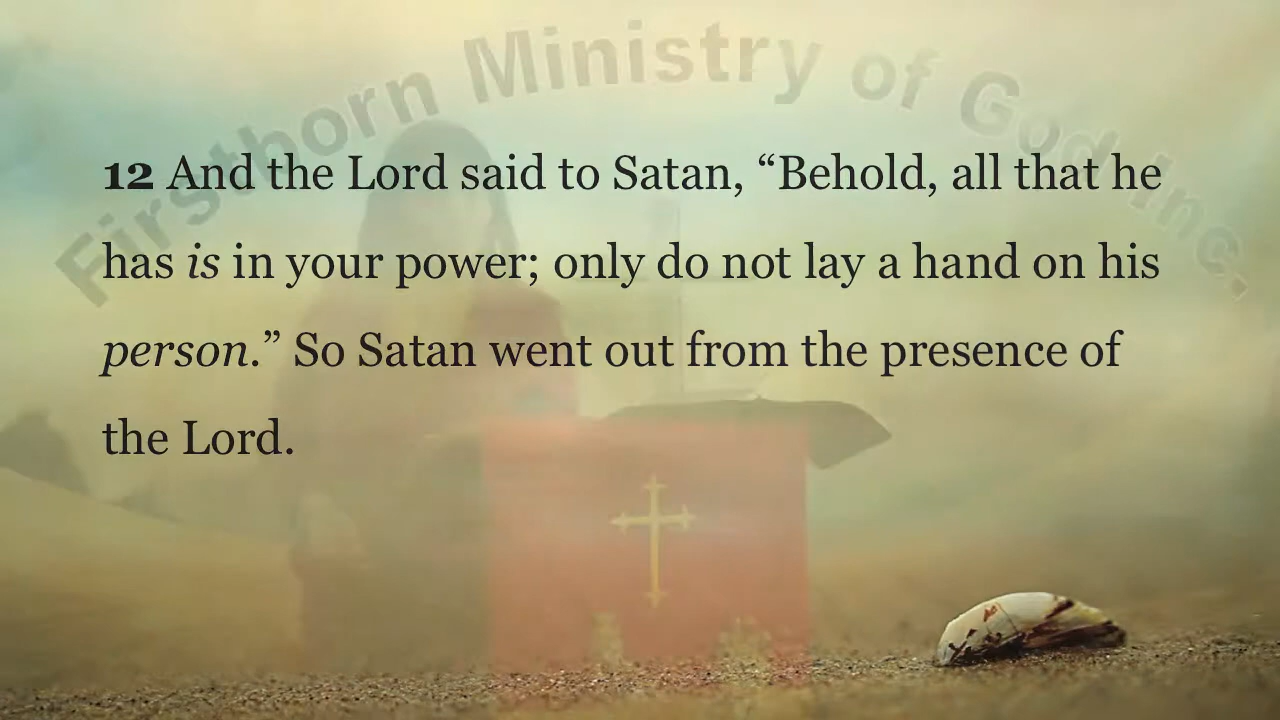 Firstborn Ministry of God Inc.
12 And the Lord said to Satan, “Behold, all that he
has is in your power; only do not lay a hand on his
person.” So Satan went out from the presence of
the Lord.